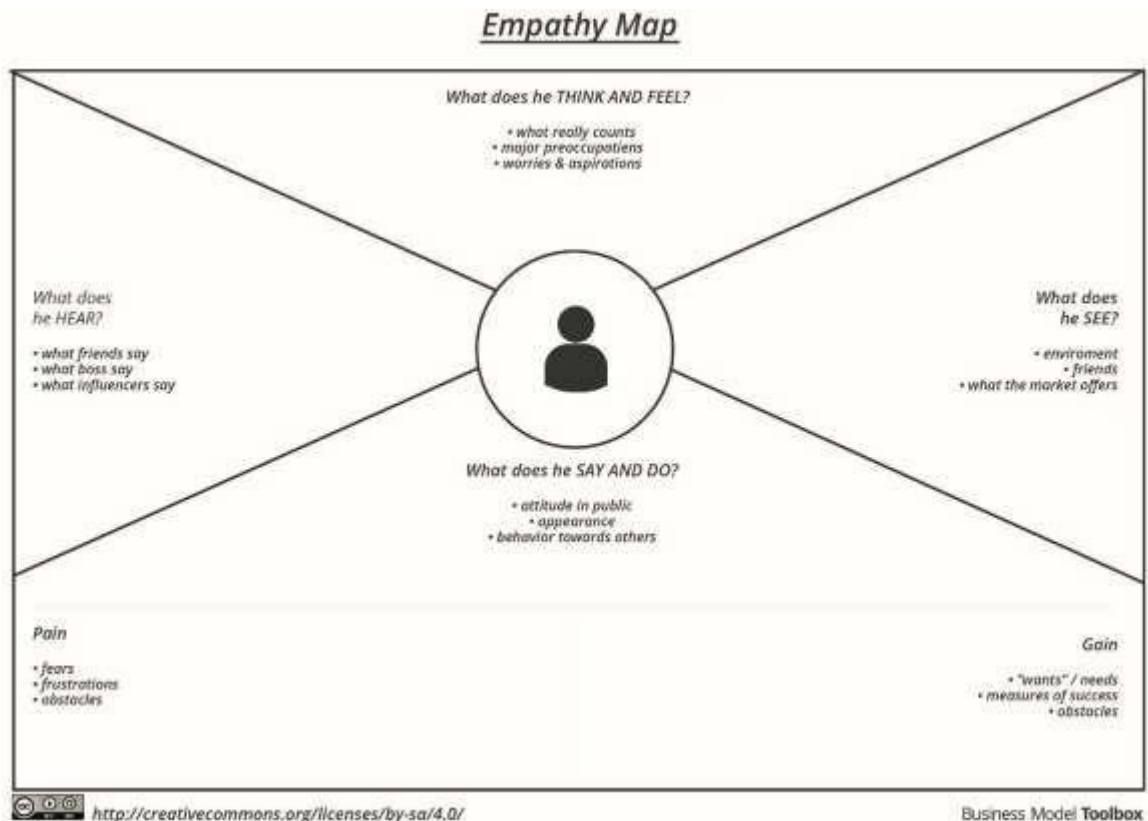 Empathy Map
What does he THINK AND FEEL?
• what really counts
• major preoccupatiens
• worries & aspirations
What does
he HEAR?
• what friends say
• what boss say
• what influencers say
What does
he SEE?
• enviroment
• friends
• what the market offers
What does he SAY AND DO?
• attitude in public
• appearance
• behavior towards others
Pain
• fears
• frustrations
• obstacles
Gain
• "wants" / needs
• measures of success
• obstacles
http://creativecommons.org/licenses/by-sa/4.0/
Business Model Toolbox